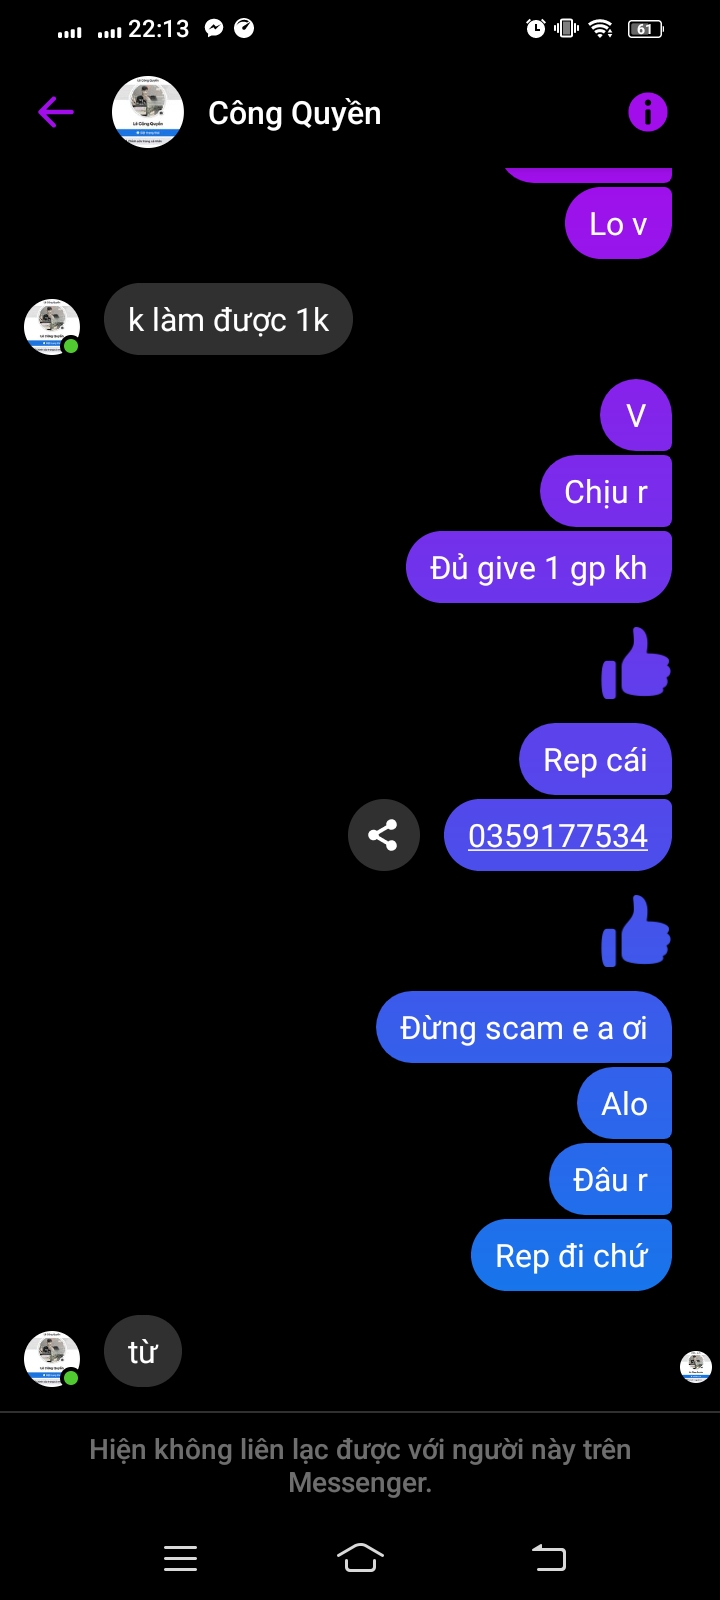 22:13
61
Công Quyền
Lo v
k làm được 1k
V
Chịu r
Đủ give 1 gp kh
Rep cái
0359177534
Đừng scam e a ơi
Alo
Đâu r
Rep đi chứ
từ
Hiện không liên lạc được với người này trên
Messenger.